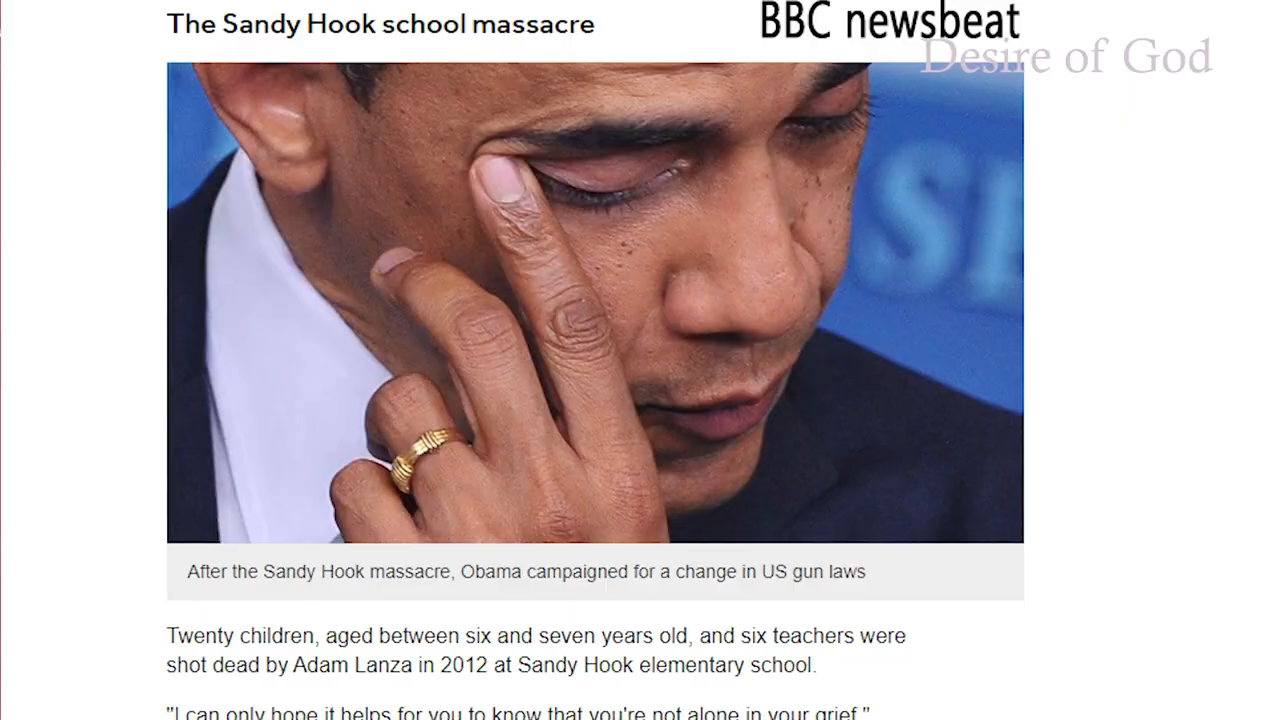 The Sandy Hook school massacre
BBC newsbeat
Desire of God
SE
After the Sandy Hook massacre, Obama campaigned for a change in US gun laws
Twenty children, aged between six and seven years old, and six teachers were
shot dead by Adam Lanza in 2012 at Sandy Hook elementary school.
"I can only hope it helps for you to know that you're not alone in your grief,"